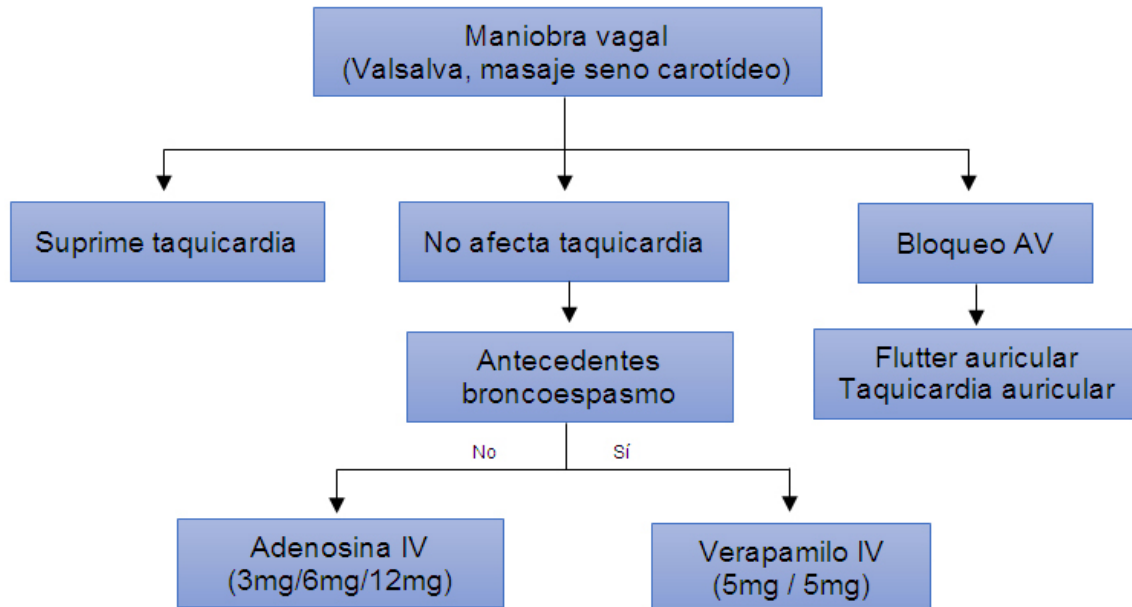 Maniobra vagal
(Valsalva, masaje seno carotídeo)
Suprime taquicardia
No afecta taquicardia
Bloqueo AV
Antecedentes
broncoespasmo
Flutter auricular
Taquicardia auricular
No
Sí
Adenosina IV
(3mg/6mg/12mg)
Verapamilo IV
(5mg / 5mg)